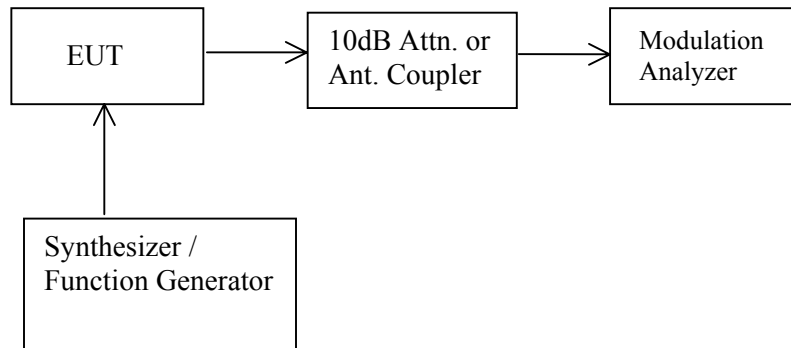 EUT
10dB Attn. or
Ant. Coupler
Modulation
Analyzer
Synthesizer /
Function Generator